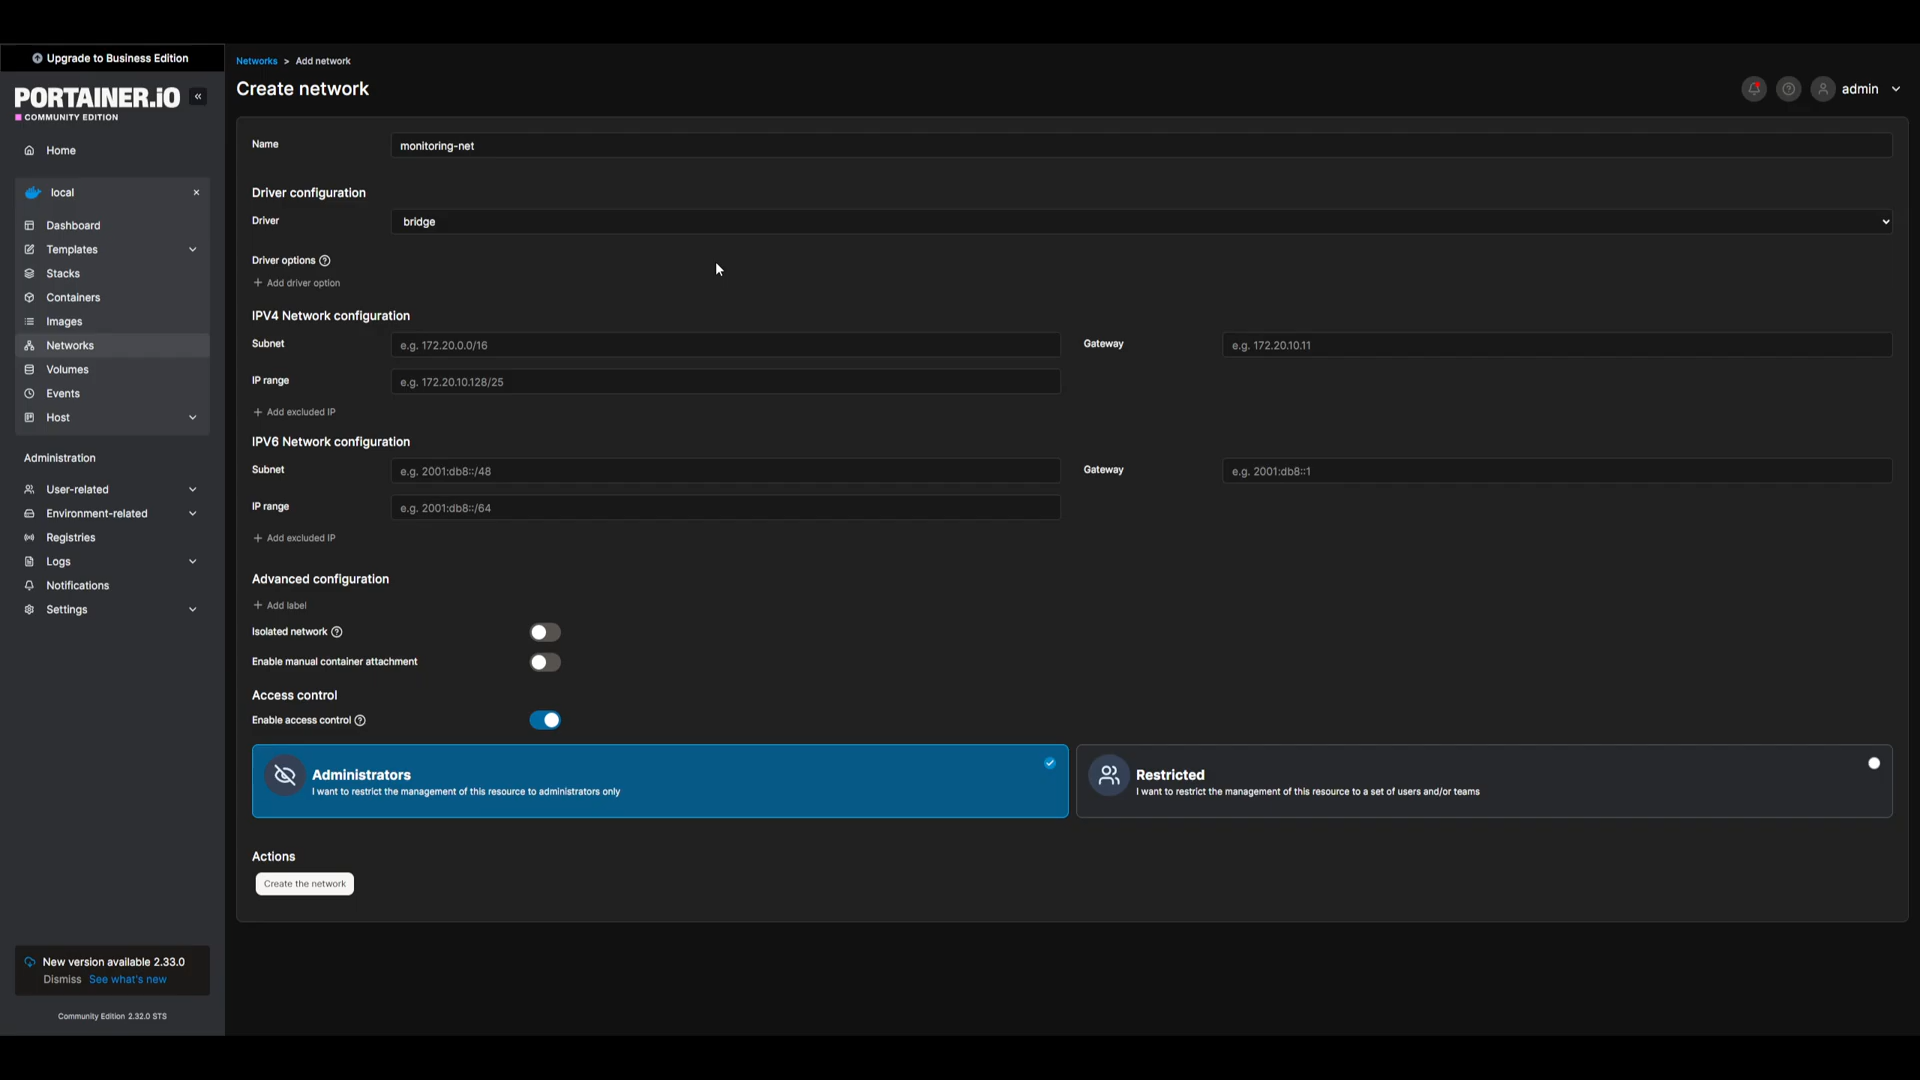 Upgrade to Business Edition
PORTAINER.iO
COMMUNITY EDITION
Home
local
Dashboard
Templates
Stacks
Containers
Images
Networks
Volumes
Events
Host
Administration
User-related
Environment-related
Registries
Logs
Notifications
Settings
New version available 2.33.0
Dismiss See what's new
Community Edition 2.32.0 STS
Networks > Add network
Create network
admin
Name monitoring-net
Driver configuration
Driver bridge
Driver options
+ Add driver option
IPV4 Network configuration
Subnet e.g. 172.20.0.0/16 Gateway e.g. 172.20.10.11
IP range e.g. 172.20.10.128/25
+ Add excluded IP
IPV6 Network configuration
Subnet e.g. 2001:db8::/48 Gateway e.g. 2001:db8::1
IP range e.g. 2001:db8::/64
+ Add excluded IP
Advanced configuration
+ Add label
Isolated network
Enable manual container attachment
Access control
Enable access control
Administrators
I want to restrict the management of this resource to administrators only
Restricted
I want to restrict the management of this resource to a set of users and/or teams
Actions
Create the network